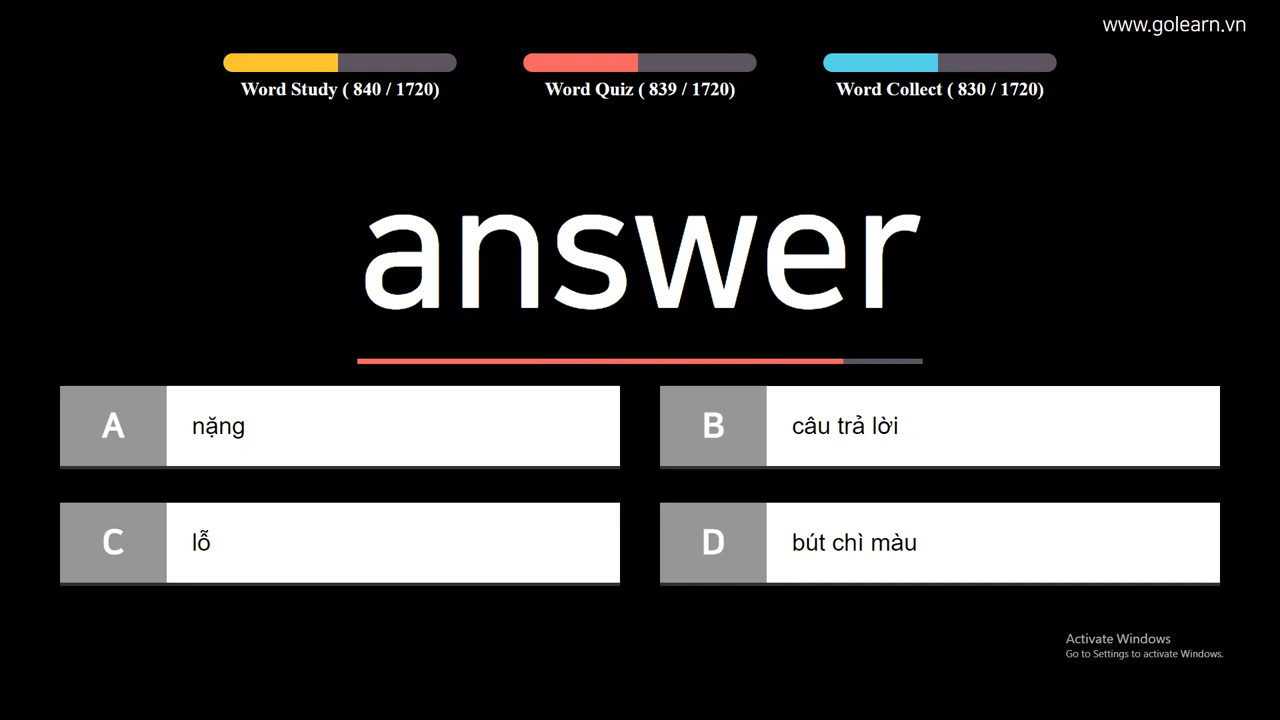 www.golearn.vn
Word Study ( 840 / 1720)
Word Quiz ( 839 / 1720)
Word Collect ( 830 / 1720)
answer
A nặng
B câu trả lời
C lỗ
D bút chì màu
Activate Windows
Go to Settings to activate Windows.